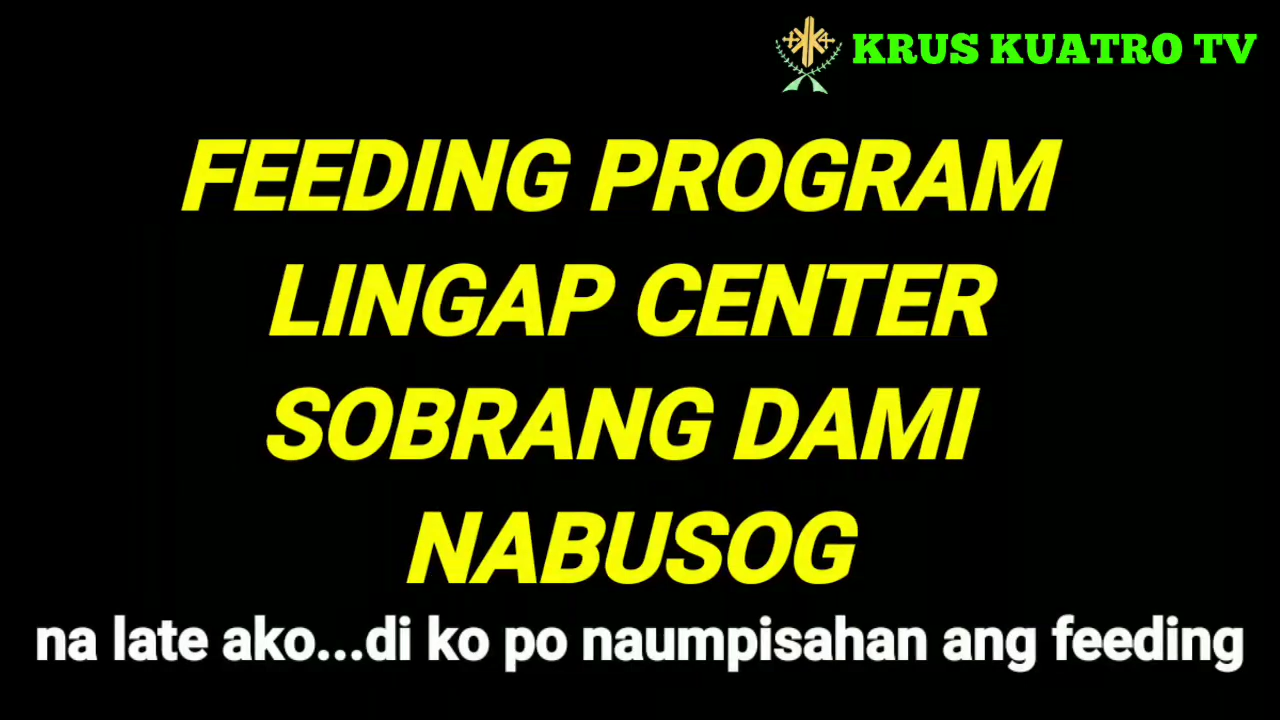 KRUS KUATRO TV
FEEDING PROGRAM
LINGAP CENTER
SOBRANG DAMI
NABUSOG
na late ako...di ko po naumpisahan ang feeding